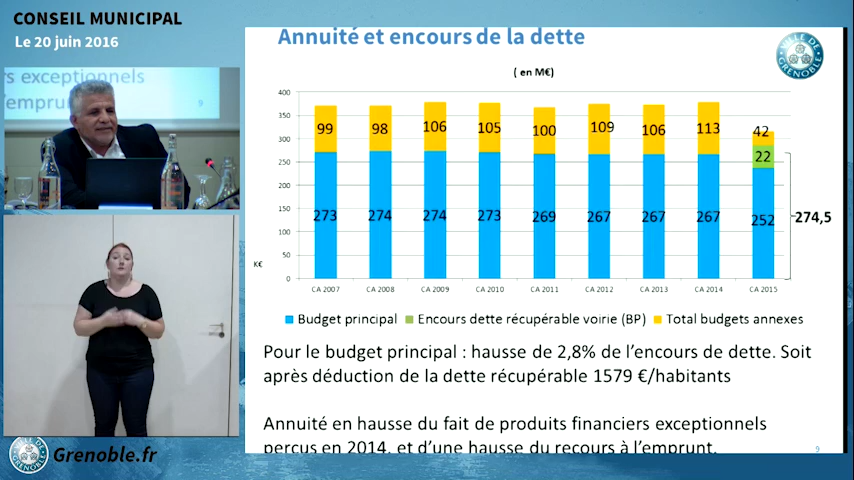 CONSEIL MUNICIPAL
Le 20 juin 2016
s exceptionnels
'emprunt.
9
Annuité et encours de la dette
VILLE DE GRENOBLE
( en M€)
400
350
300
250
200
150
100
50
0
K€
99 98 106 105 100 109 106 113 42
22
273 274 274 273 269 267 267 267 252
274,5
CA 2007 CA 2008 CA 2009 CA 2010 CA 2011 CA 2012 CA 2013 CA 2014 CA 2015
Budget principal Encours dette récupérable voirie (BP) Total budgets annexes
Pour le budget principal : hausse de 2,8% de l'encours de dette. Soit
après déduction de la dette récupérable 1579 €/habitants
Annuité en hausse du fait de produits financiers exceptionnels
perçus en 2014, et d'une hausse du recours à l'emprunt.
9
VILLE DE GRENOBLE
Grenoble.fr